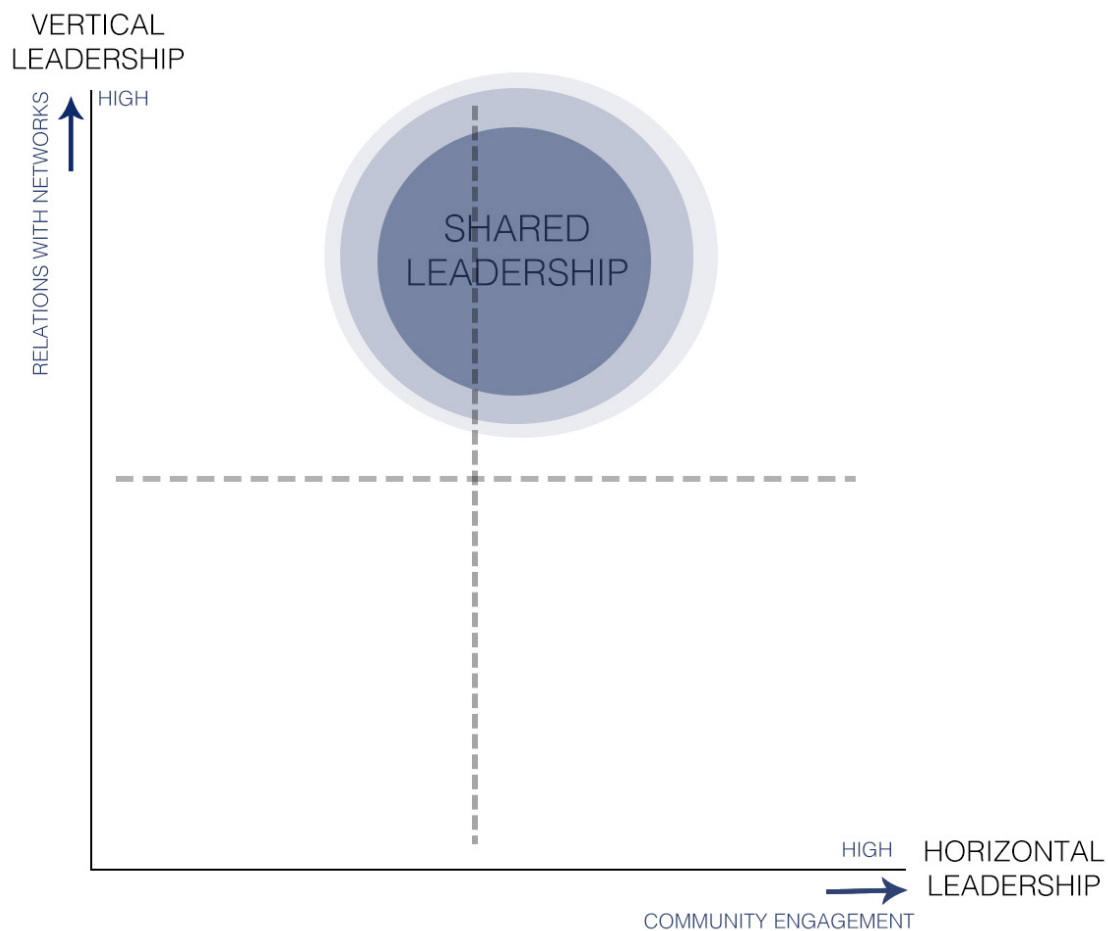 VERTICAL
LEADERSHIP
HIGH
RELATIONS WITH NETWORKS
SHARED
LEADERSHIP
HIGH
HORIZONTAL
LEADERSHIP
COMMUNITY ENGAGEMENT